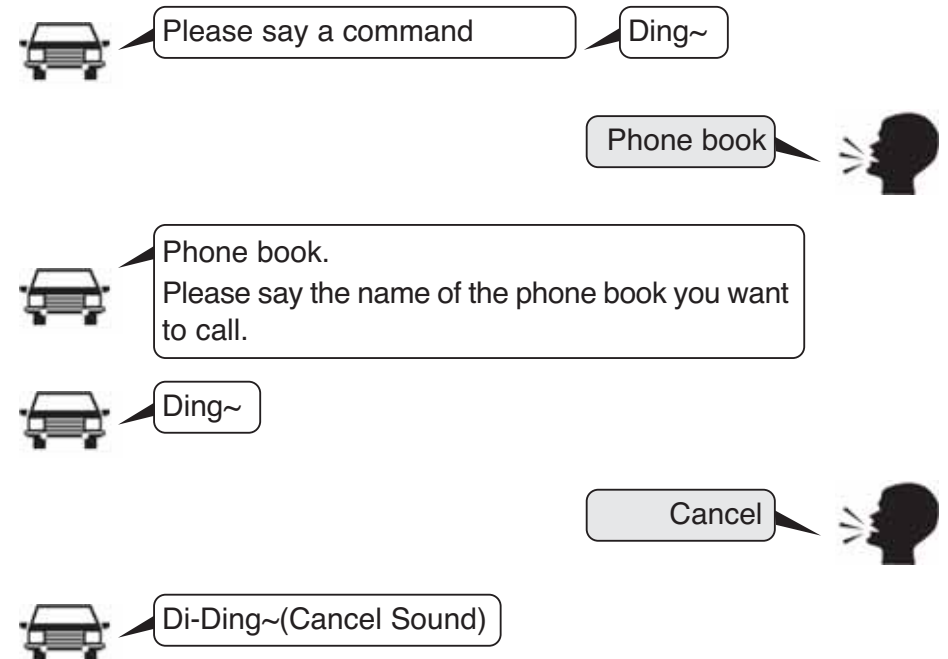 Please say a command
Ding~
Phone book
Phone book.
Please say the name of the phone book you want
to call.
Ding~
Cancel
Di-Ding~(Cancel Sound)